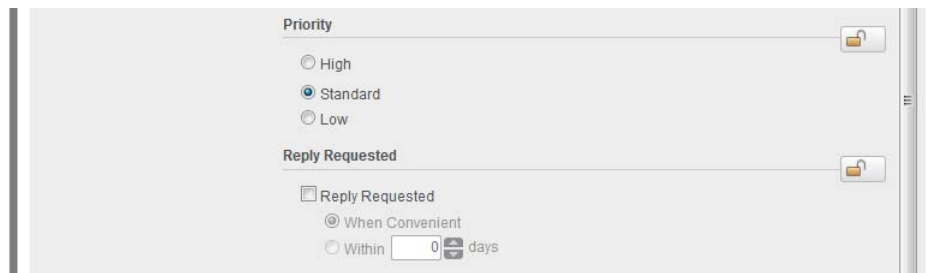 Priority
High
Standard
Low
Reply Requested
Reply Requested
When Convenient
Within 0 days